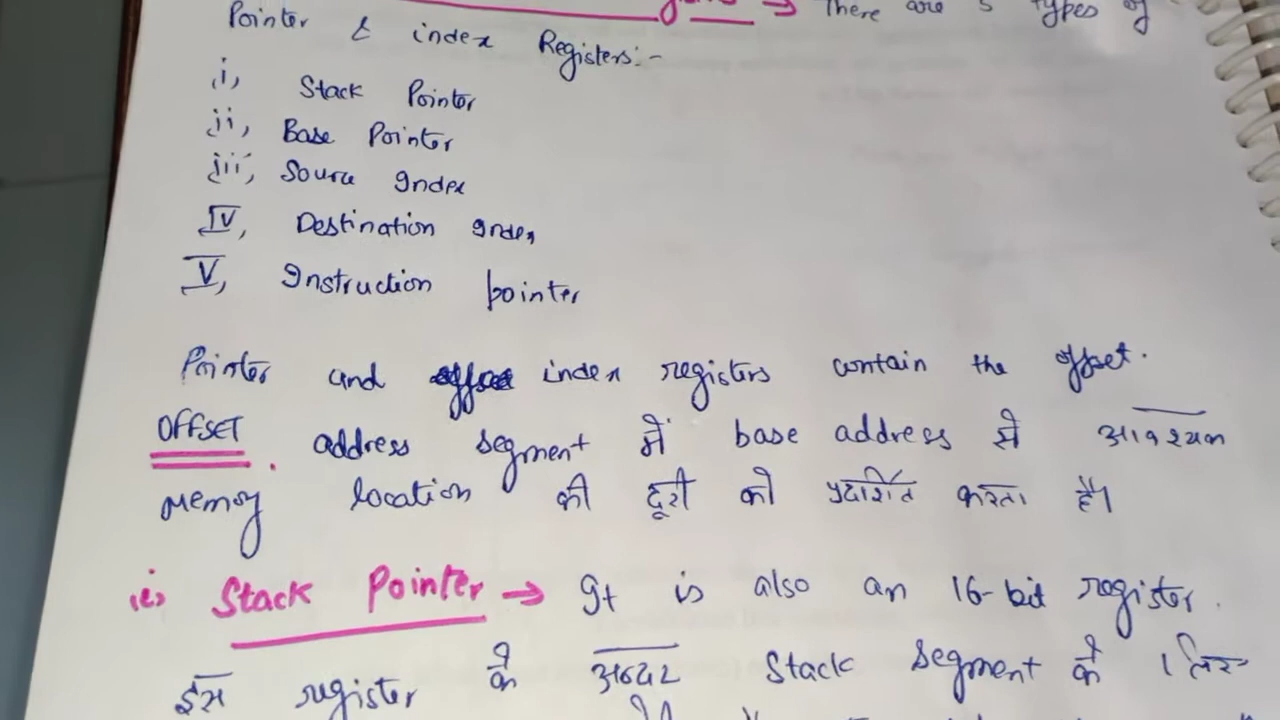 → There are 5 types of
Pointer & index Registers:-
i, Stack Pointer
ii, Base Pointer
iii, Source Index
IV, Destination Index
V, Instruction pointer
Pointer and index registers contain the offset.
OFFSET address segment में base address से आवश्यक
memoy location की दूरी को प्रदर्शित करता है।
Stack Pointer → It is also an 16-bit register.
इस register के अन्दर Stack segment के लिए